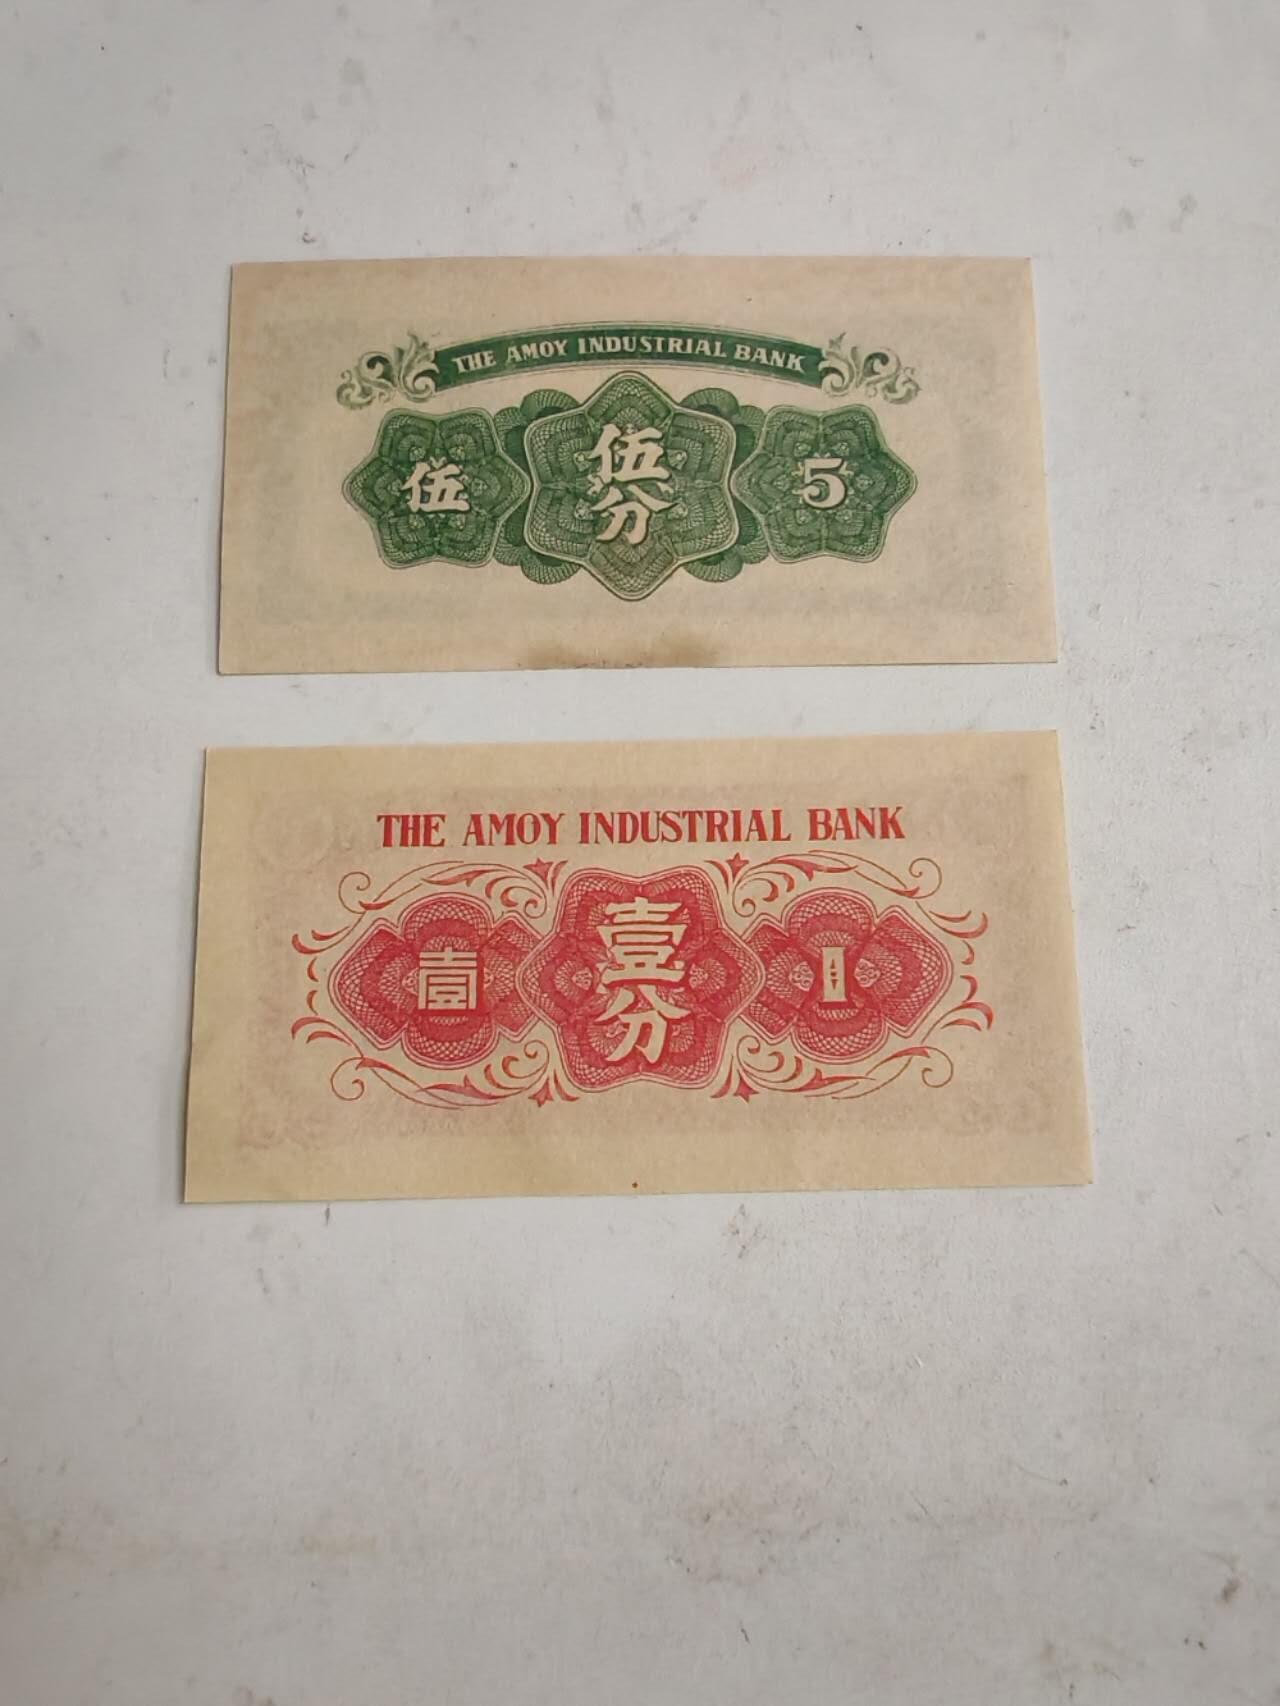 THE AMOY INDUSTRIAL BANK
伍
伍分
5
THE AMOY INDUSTRIAL BANK
壹
壹分
1